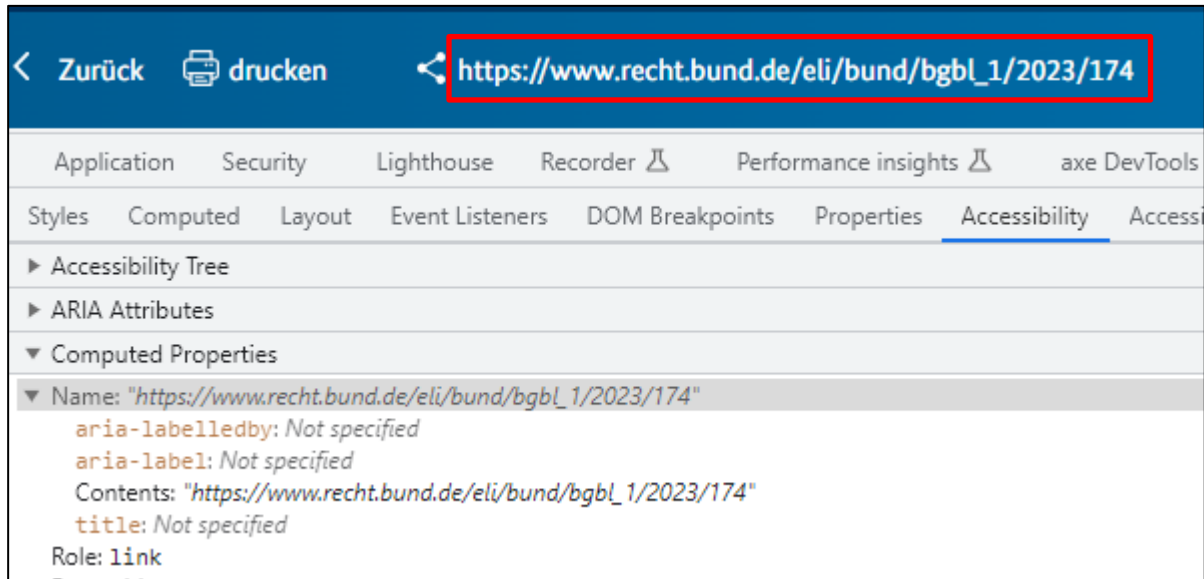 Zurück drucken https://www.recht.bund.de/eli/bund/bgbl_1/2023/174
Application Security Lighthouse Recorder Performance insights axe DevTools
Styles Computed Layout Event Listeners DOM Breakpoints Properties Accessibility Accessi
Accessibility Tree
ARIA Attributes
Computed Properties
Name: "https://www.recht.bund.de/eli/bund/bgbl_1/2023/174"
aria-labelledby: Not specified
aria-label: Not specified
Contents: "https://www.recht.bund.de/eli/bund/bgbl_1/2023/174"
title: Not specified
Role: link